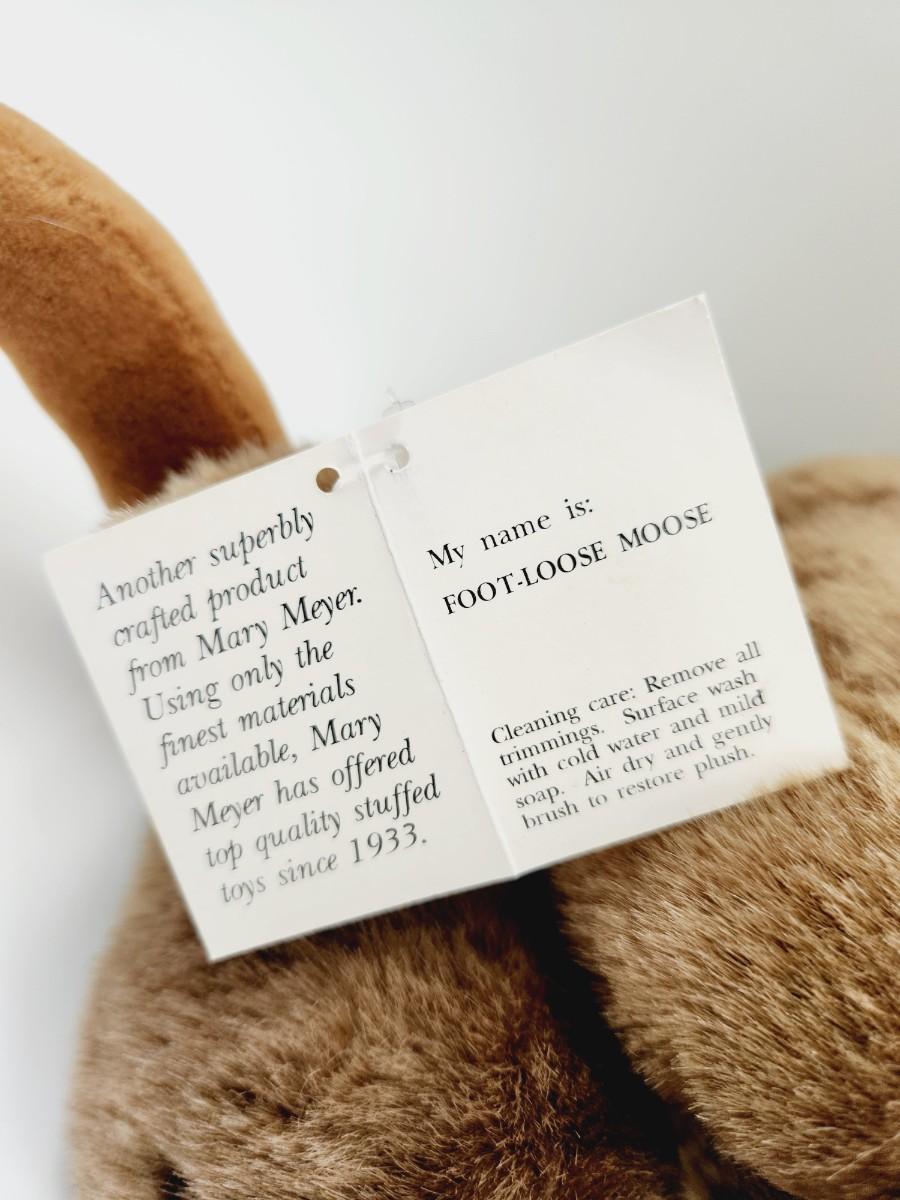 Another superbly
crafted product
from Mary Meyer.
Using only the
finest materials
available, Mary
Meyer has offered
top quality stuffed
toys since 1933.
My name is:
FOOT-LOOSE MOOSE
Cleaning care: Remove all
trimmings. Surface wash
with cold water and mild
soap. Air dry and gently
brush to restore plush.